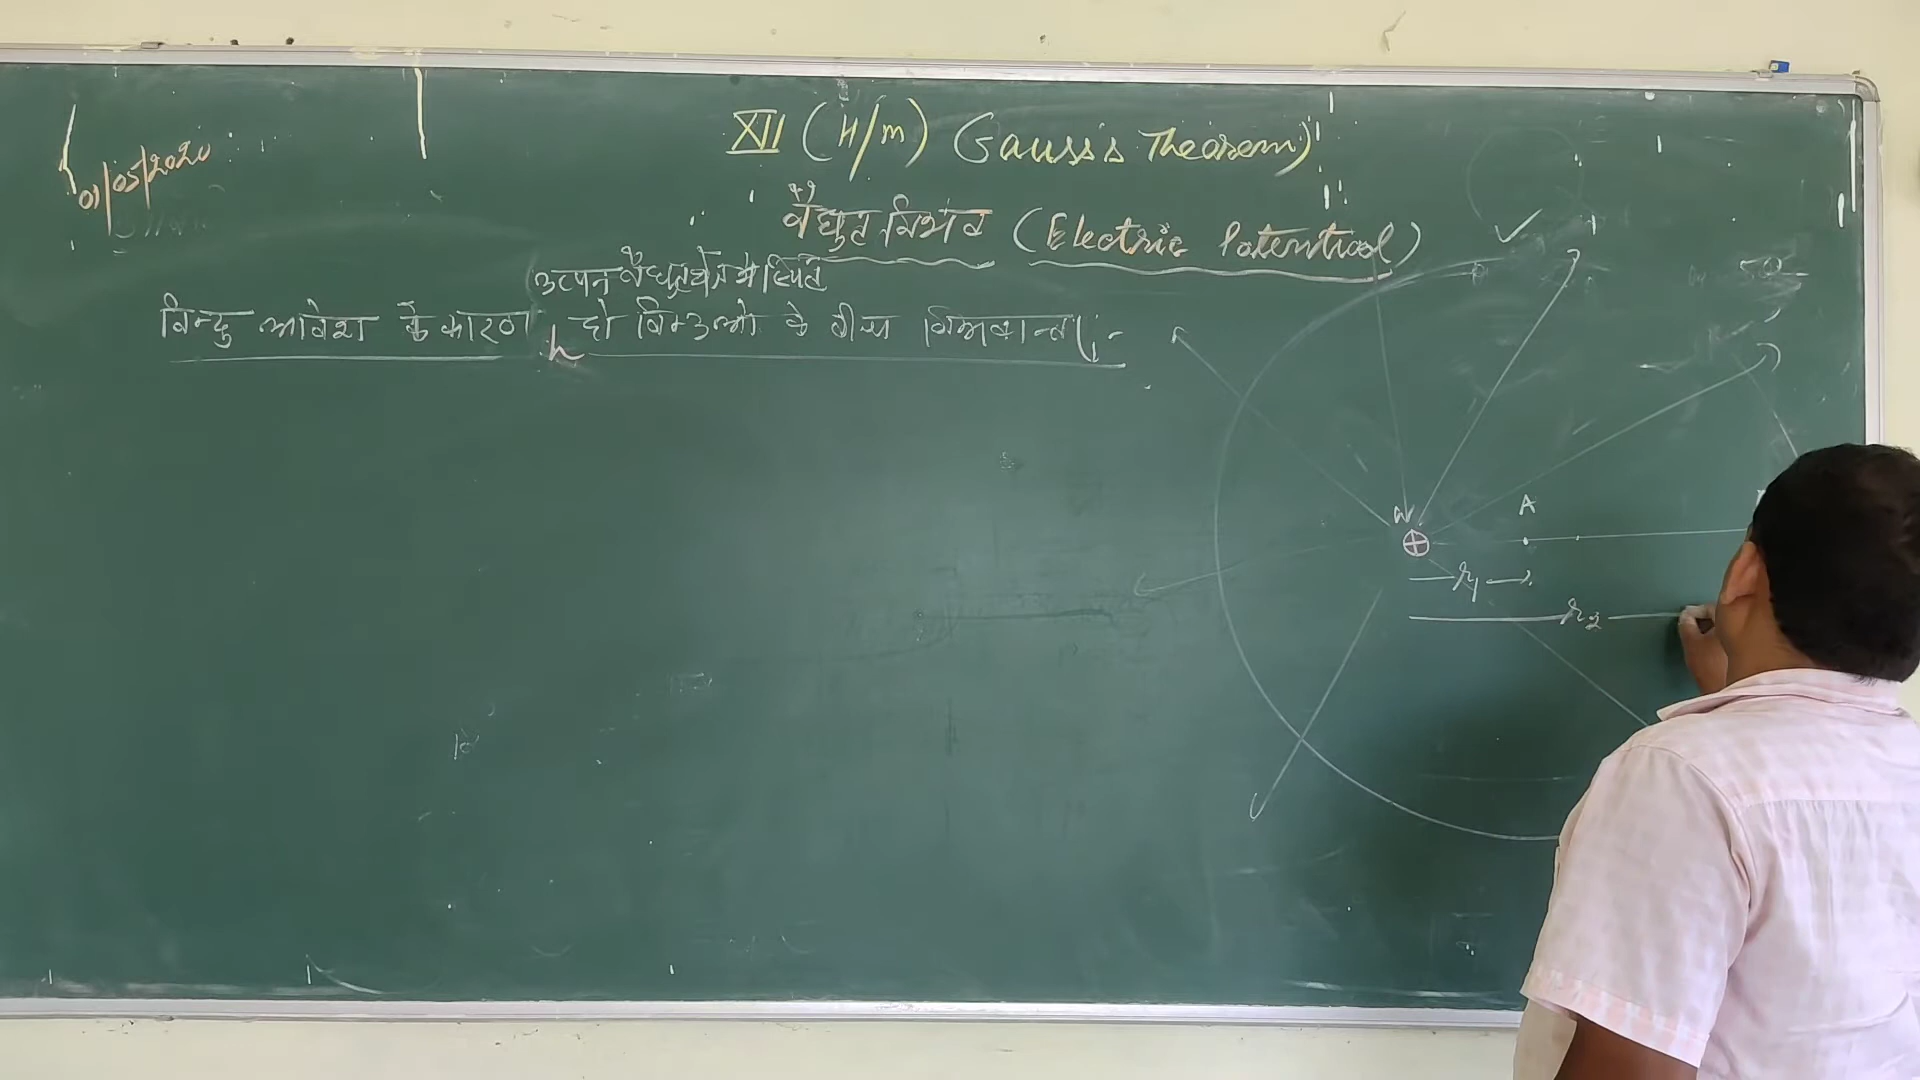 XII (H/m) (Gauss's Theorem)
01/05/2020
वैद्युत विभव (Electric Potential)
उत्पन्न वैद्युत क्षेत्र में स्थित
बिन्दु आवेश के कारण दो बिन्दुओं के बीच विभवान्तर :-
A
r₁
r₂